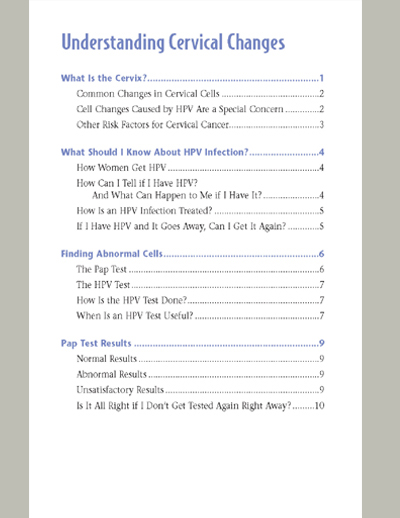 Understanding Cervical Changes
What Is the Cervix?..........................................................1
Common Changes in Cervical Cells ..................................2
Cell Changes Caused by HPV Are a Special Concern ............2
Other Risk Factors for Cervical Cancer...............................3
What Should I Know About HPV Infection?.......................4
How Women Get HPV...................................................4
How Can I Tell if I Have HPV?
And What Can Happen to Me if I Have It?...................4
How Is an HPV Infection Treated? ....................................5
If I Have HPV and It Goes Away, Can I Get It Again? ...........5
Finding Abnormal Cells....................................................6
The Pap Test ................................................................6
The HPV Test...............................................................7
How Is the HPV Test Done?............................................7
When Is an HPV Test Useful? ..........................................7
Pap Test Results ..............................................................9
Normal Results.............................................................9
Abnormal Results..........................................................9
Unsatisfactory Results....................................................9
Is It All Right if I Don't Get Tested Again Right Away?........10